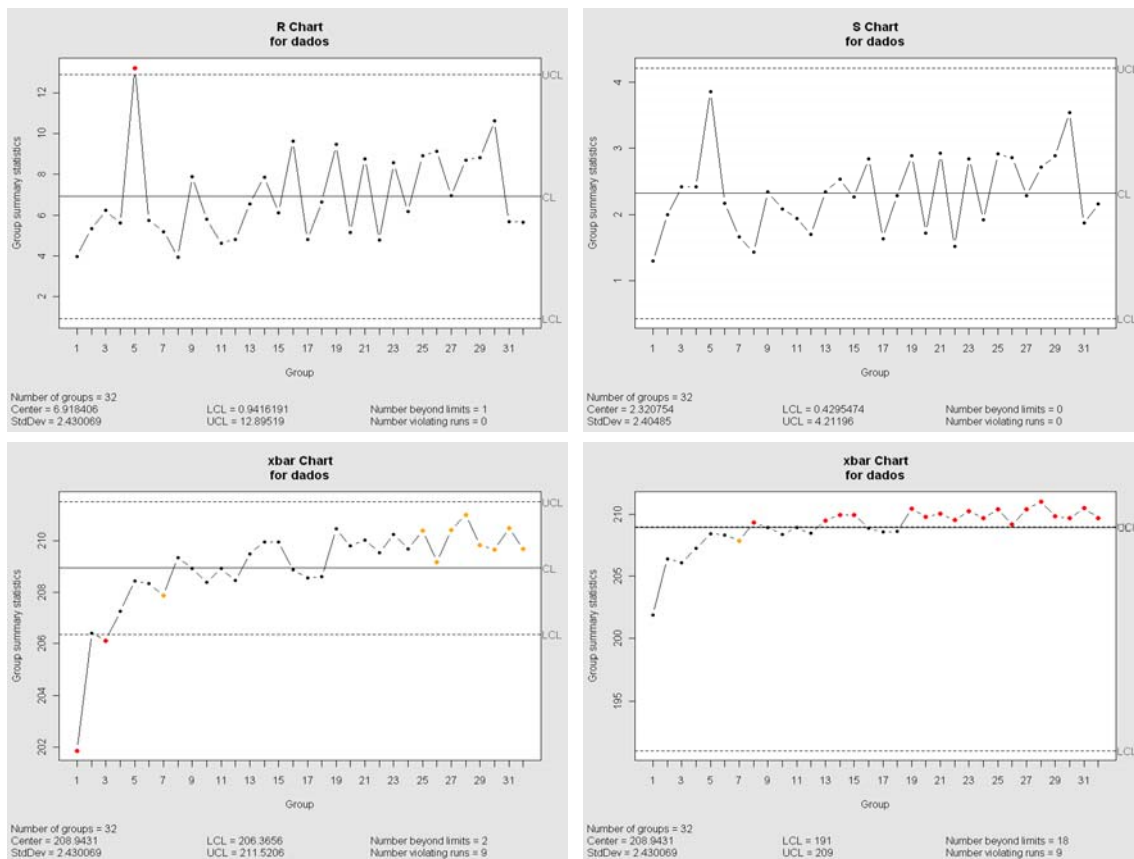 R Chart
for dados
Group summary statistics
12
10
8
6
4
2
UCL
CL
LCL
1 3 5 7 9 11 13 15 17 19 21 23 25 27 29 31
Group
Number of groups = 32
Center = 6.918406 LCL = 0.9416191 Number beyond limits = 1
StdDev = 2.430069 UCL = 12.89519 Number violating runs = 0
S Chart
for dados
Group summary statistics
4
3
2
1
UCL
CL
LCL
1 3 5 7 9 11 13 15 17 19 21 23 25 27 29 31
Group
Number of groups = 32
Center = 2.320754 LCL = 0.4295474 Number beyond limits = 0
StdDev = 2.40485 UCL = 4.21196 Number violating runs = 0
xbar Chart
for dados
Group summary statistics
210
208
206
204
202
UCL
CL
LCL
1 3 5 7 9 11 13 15 17 19 21 23 25 27 29 31
Group
Number of groups = 32
Center = 208.9431 LCL = 206.3656 Number beyond limits = 2
StdDev = 2.430069 UCL = 211.5206 Number violating runs = 9
xbar Chart
for dados
Group summary statistics
210
205
200
195
LCL
1 3 5 7 9 11 13 15 17 19 21 23 25 27 29 31
Group
Number of groups = 32
Center = 208.9431 LCL = 191 Number beyond limits = 18
StdDev = 2.430069 UCL = 209 Number violating runs = 9